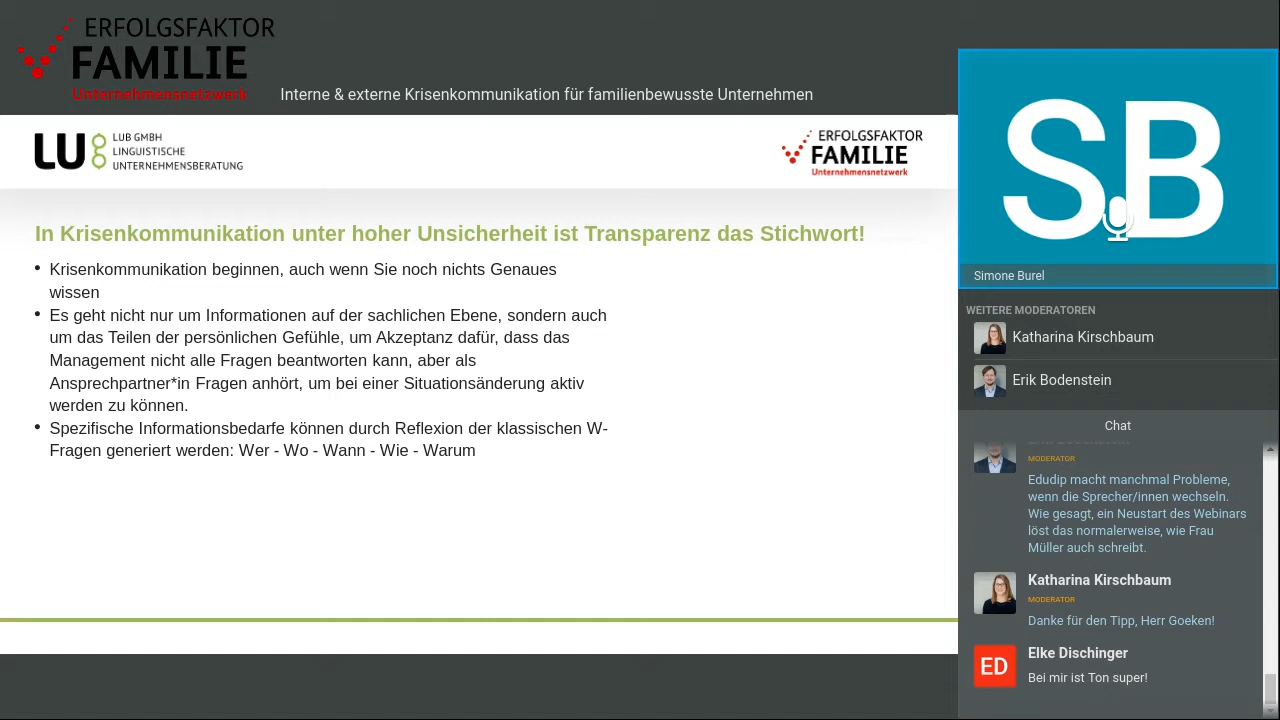 ERFOLGSFAKTOR
FAMILIE
Unternehmensnetzwerk
Interne & externe Krisenkommunikation für familienbewusste Unternehmen
LU
LUB GMBH
LINGUISTISCHE
UNTERNEHMENSBERATUNG
ERFOLGSFAKTOR
FAMILIE
Unternehmensnetzwerk
In Krisenkommunikation unter hoher Unsicherheit ist Transparenz das Stichwort!
• Krisenkommunikation beginnen, auch wenn Sie noch nichts Genaues
wissen
• Es geht nicht nur um Informationen auf der sachlichen Ebene, sondern auch
um das Teilen der persönlichen Gefühle, um Akzeptanz dafür, dass das
Management nicht alle Fragen beantworten kann, aber als
Ansprechpartner*in Fragen anhört, um bei einer Situationsänderung aktiv
werden zu können.
• Spezifische Informationsbedarfe können durch Reflexion der klassischen W-
Fragen generiert werden: Wer - Wo - Wann - Wie - Warum
SB
Simone Burel
WEITERE MODERATOREN
Katharina Kirschbaum
Erik Bodenstein
Chat
MODERATOR
Edudip macht manchmal Probleme,
wenn die Sprecher/innen wechseln.
Wie gesagt, ein Neustart des Webinars
löst das normalerweise, wie Frau
Müller auch schreibt.
Katharina Kirschbaum
MODERATOR
Danke für den Tipp, Herr Goeken!
ED
Elke Dischinger
Bei mir ist Ton super!